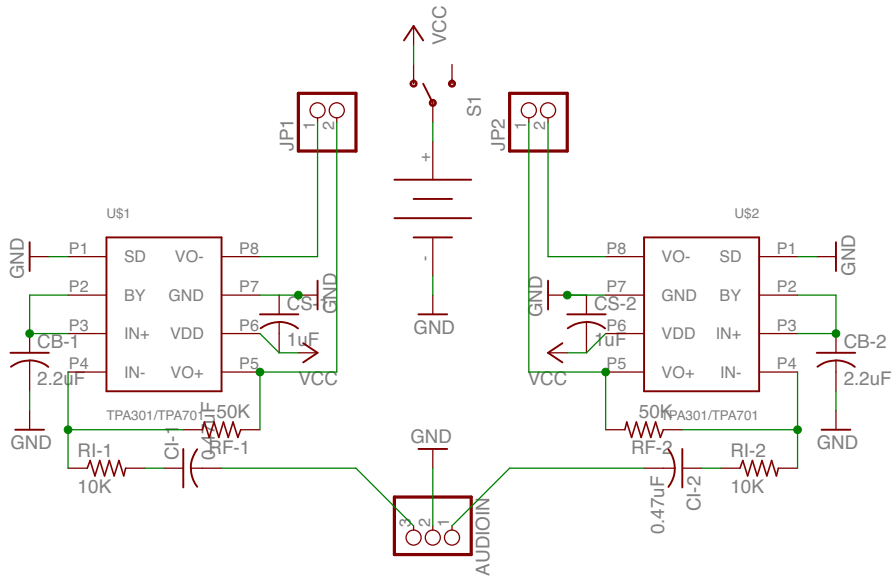 VCC
S1
JP1
1
2
JP2
1
2
+
-
GND
U$1
GND
P1
SD
VO-
P8
P2
BY
GND
P7
GND
CS-1
P3
IN+
VDD
P6
1uF
CB-1
P4
IN-
VO+
P5
VCC
2.2uF
TPA301/TPA701
GND
50K
RF-1
RI-1
10K
CI-1
0.47uF
U$2
P8
VO-
SD
P1
GND
GND
P7
GND
BY
P2
CS-2
P6
VDD
IN+
P3
1uF
CB-2
VCC
P5
VO+
IN-
P4
2.2uF
TPA301/TPA701
GND
50K
RF-2
RI-2
10K
CI-2
0.47uF
GND
3
2
1
AUDIOIN